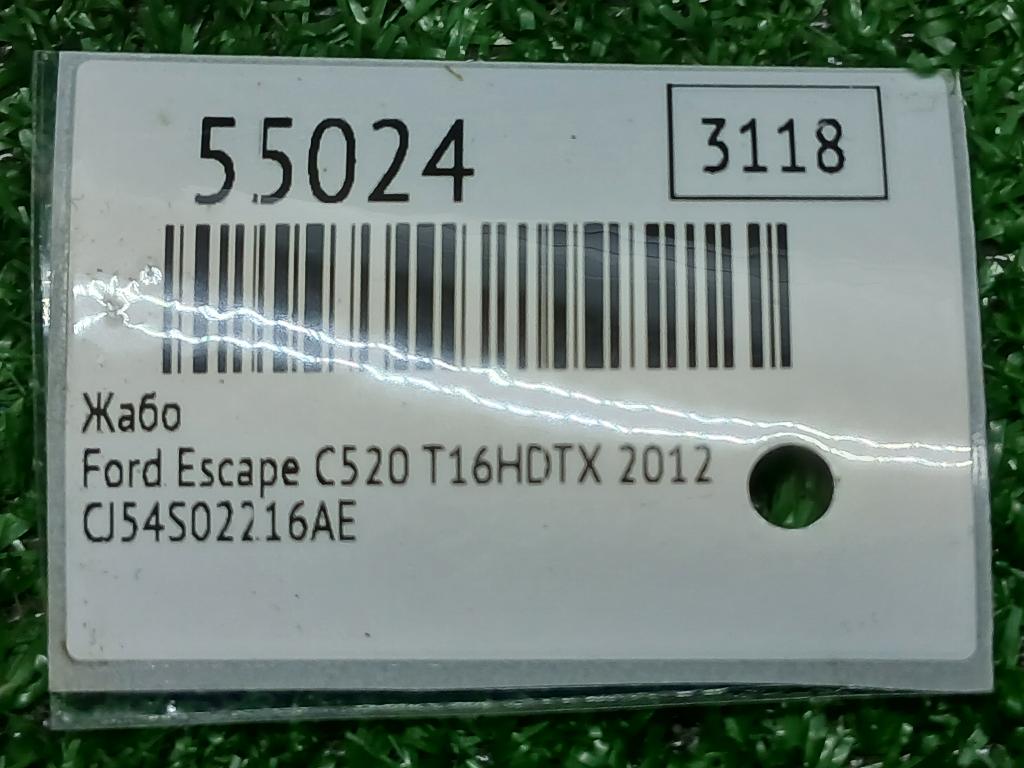 55024
3118
Жабо
Ford Escape C520 T16HDTX 2012
CJ54S02216AE